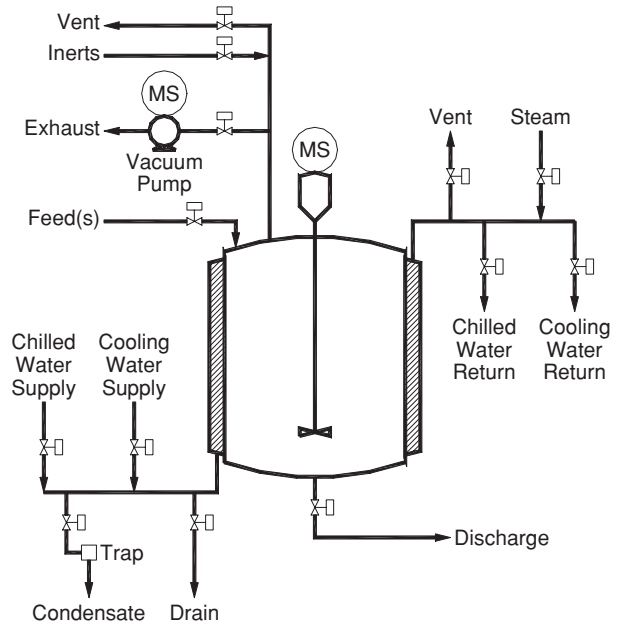 Vent
Inerts
MS
Exhaust
Vacuum
Pump
MS
Feed(s)
Vent
Steam
Chilled
Water
Return
Cooling
Water
Return
Chilled
Water
Supply
Cooling
Water
Supply
Trap
Condensate
Drain
Discharge